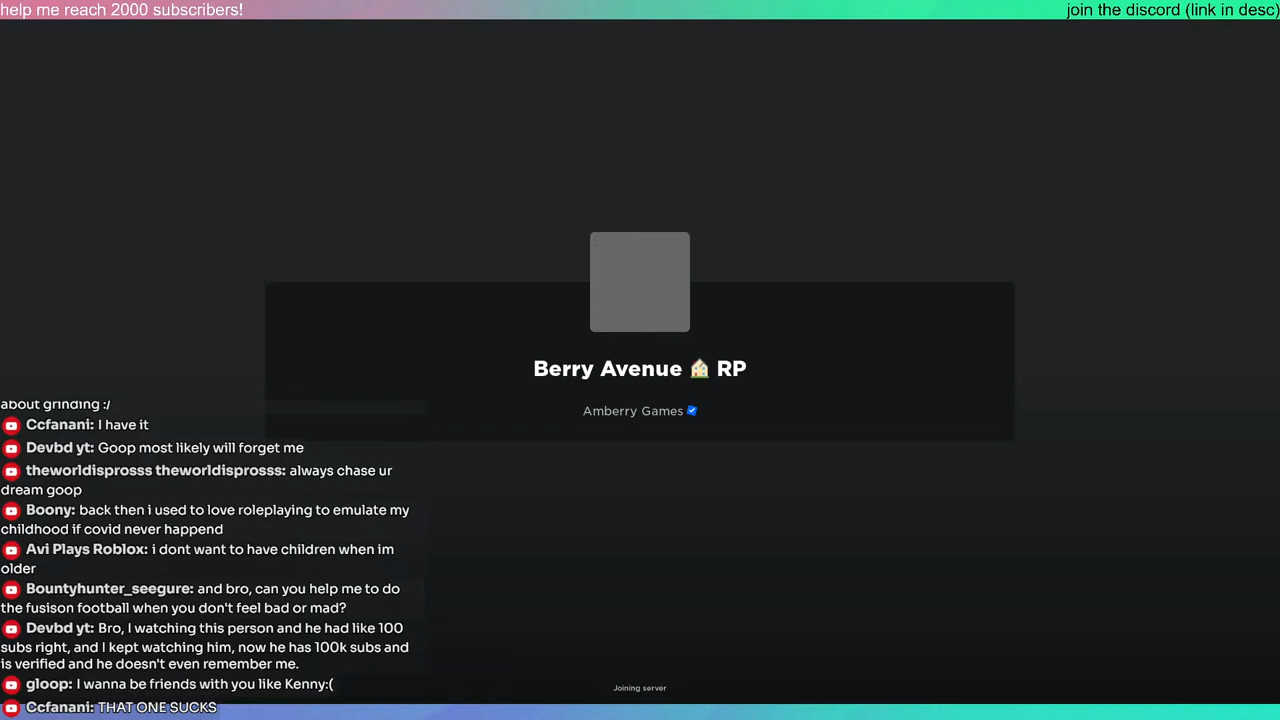 help me reach 2000 subscribers!
join the discord (link in desc)
Berry Avenue 🏠 RP
Amberry Games
about grinding :/
Ccfanani: I have it
Devbd yt: Goop most likely will forget me
theworldisprosss theworldisprosss: always chase ur
dream goop
Boony: back then i used to love roleplaying to emulate my
childhood if covid never happend
Avi Plays Roblox: i dont want to have children when im
older
Bountyhunter_seegure: and bro, can you help me to do
the fusison football when you don't feel bad or mad?
Devbd yt: Bro, I watching this person and he had like 100
subs right, and I kept watching him, now he has 100k subs and
is verified and he doesn't even remember me.
gloop: I wanna be friends with you like Kenny:(
Ccfanani: THAT ONE SUCKS
Joining server